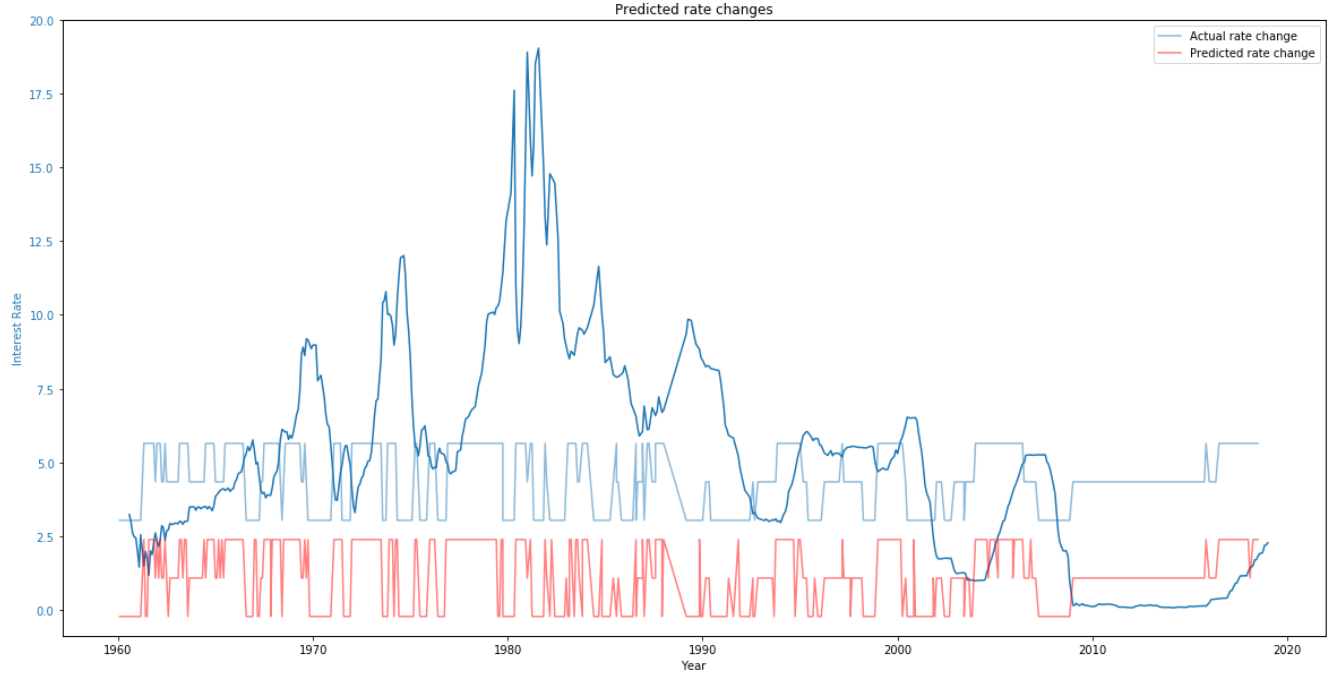 Predicted rate changes
Actual rate change
Predicted rate change
20.0
17.5
15.0
12.5
10.0
7.5
5.0
2.5
0.0
Interest Rate
1960 1970 1980 1990 2000 2010 2020
Year